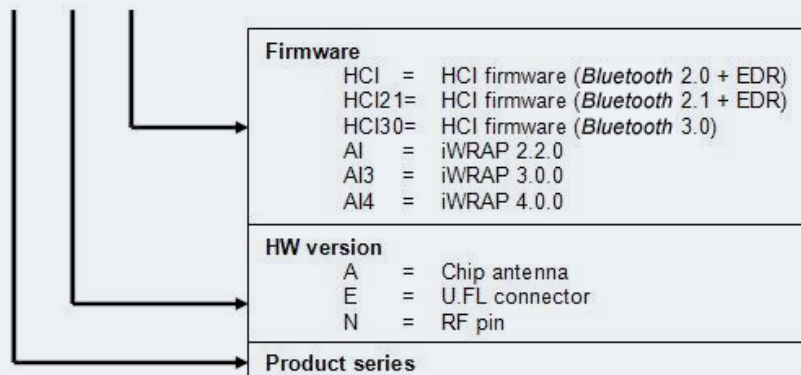 Firmware
HCI = HCI firmware (Bluetooth 2.0 + EDR)
HCI21= HCI firmware (Bluetooth 2.1 + EDR)
HCI30= HCI firmware (Bluetooth 3.0)
AI = iWRAP 2.2.0
AI3 = iWRAP 3.0.0
AI4 = iWRAP 4.0.0
HW version
A = Chip antenna
E = U.FL connector
N = RF pin
Product series